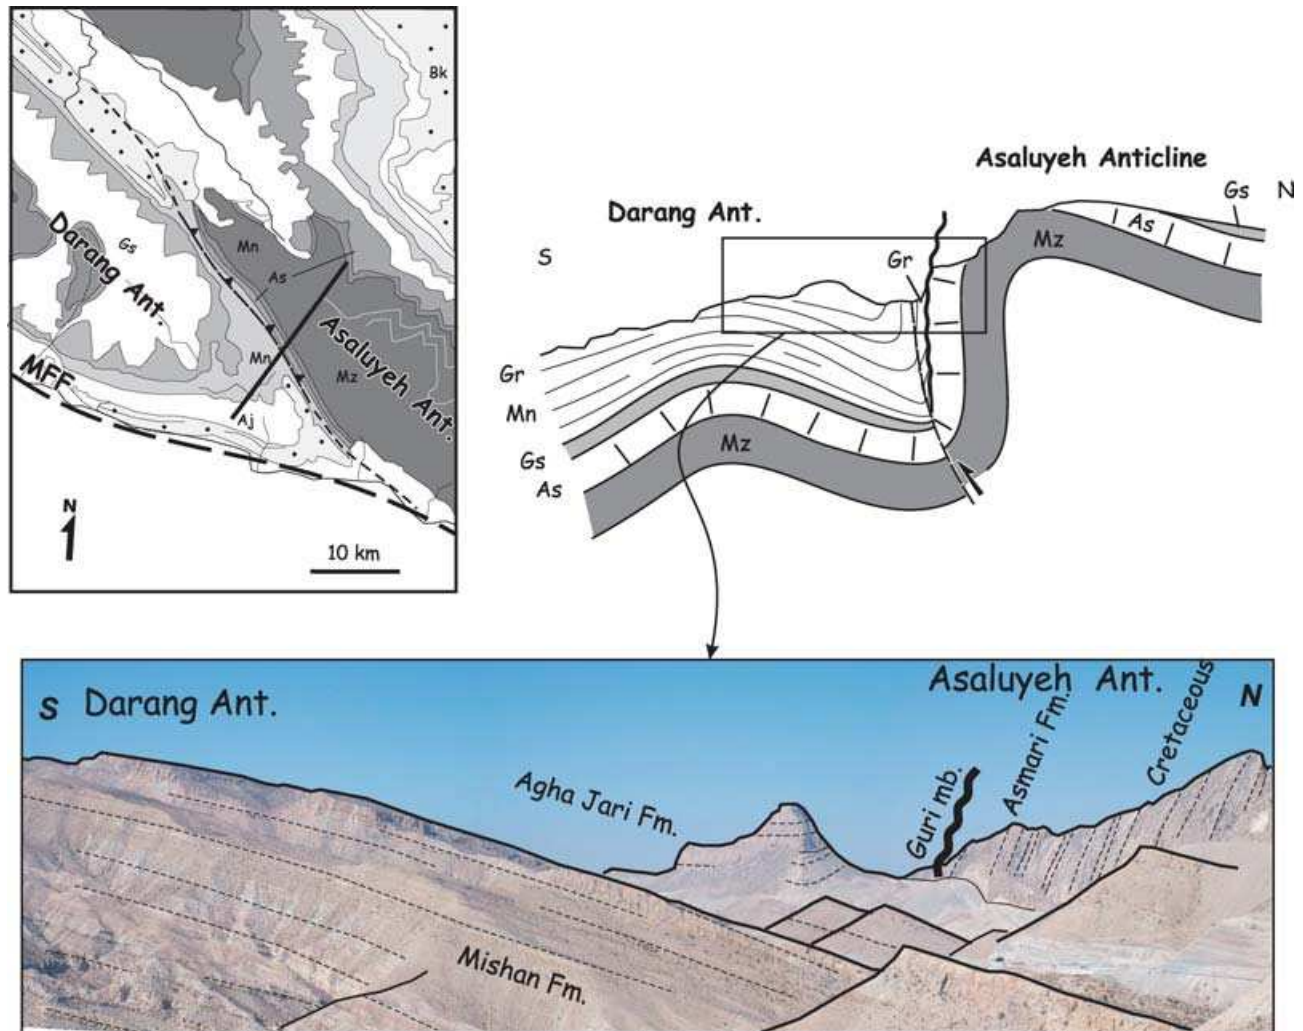 Bk
Gs
Darang Ant.
Mn
As
Asaluyeh Ant.
Mn
Mz
MFF
Aj
N
10 km
Asaluyeh Anticline
Gs
N
Darang Ant.
As
Mz
S
Gr
Gr
Mn
Mz
Gs
As
S Darang Ant.
Asaluyeh Ant.
N
Agha Jari Fm.
Guri mb.
Asmari Fm.
Cretaceous
Mishan Fm.